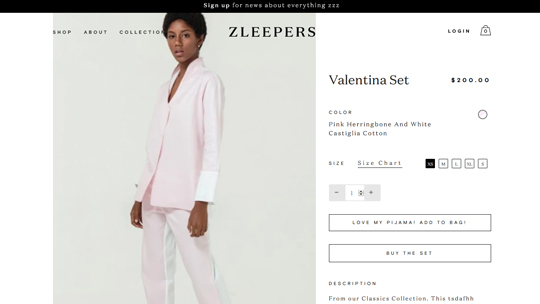 Sign up for news about everything zzz
SHOP ABOUT COLLECTION
ZLEEPERS
LOGIN
0
Valentina Set
$200.00
COLOR
Pink Herringbone And White
Castiglia Cotton
SIZE
Size Chart
XS M L XL S
− 1 +
LOVE MY PIJAMA! ADD TO BAG!
BUY THE SET
DESCRIPTION
From our Classics Collection. This tsdafhh